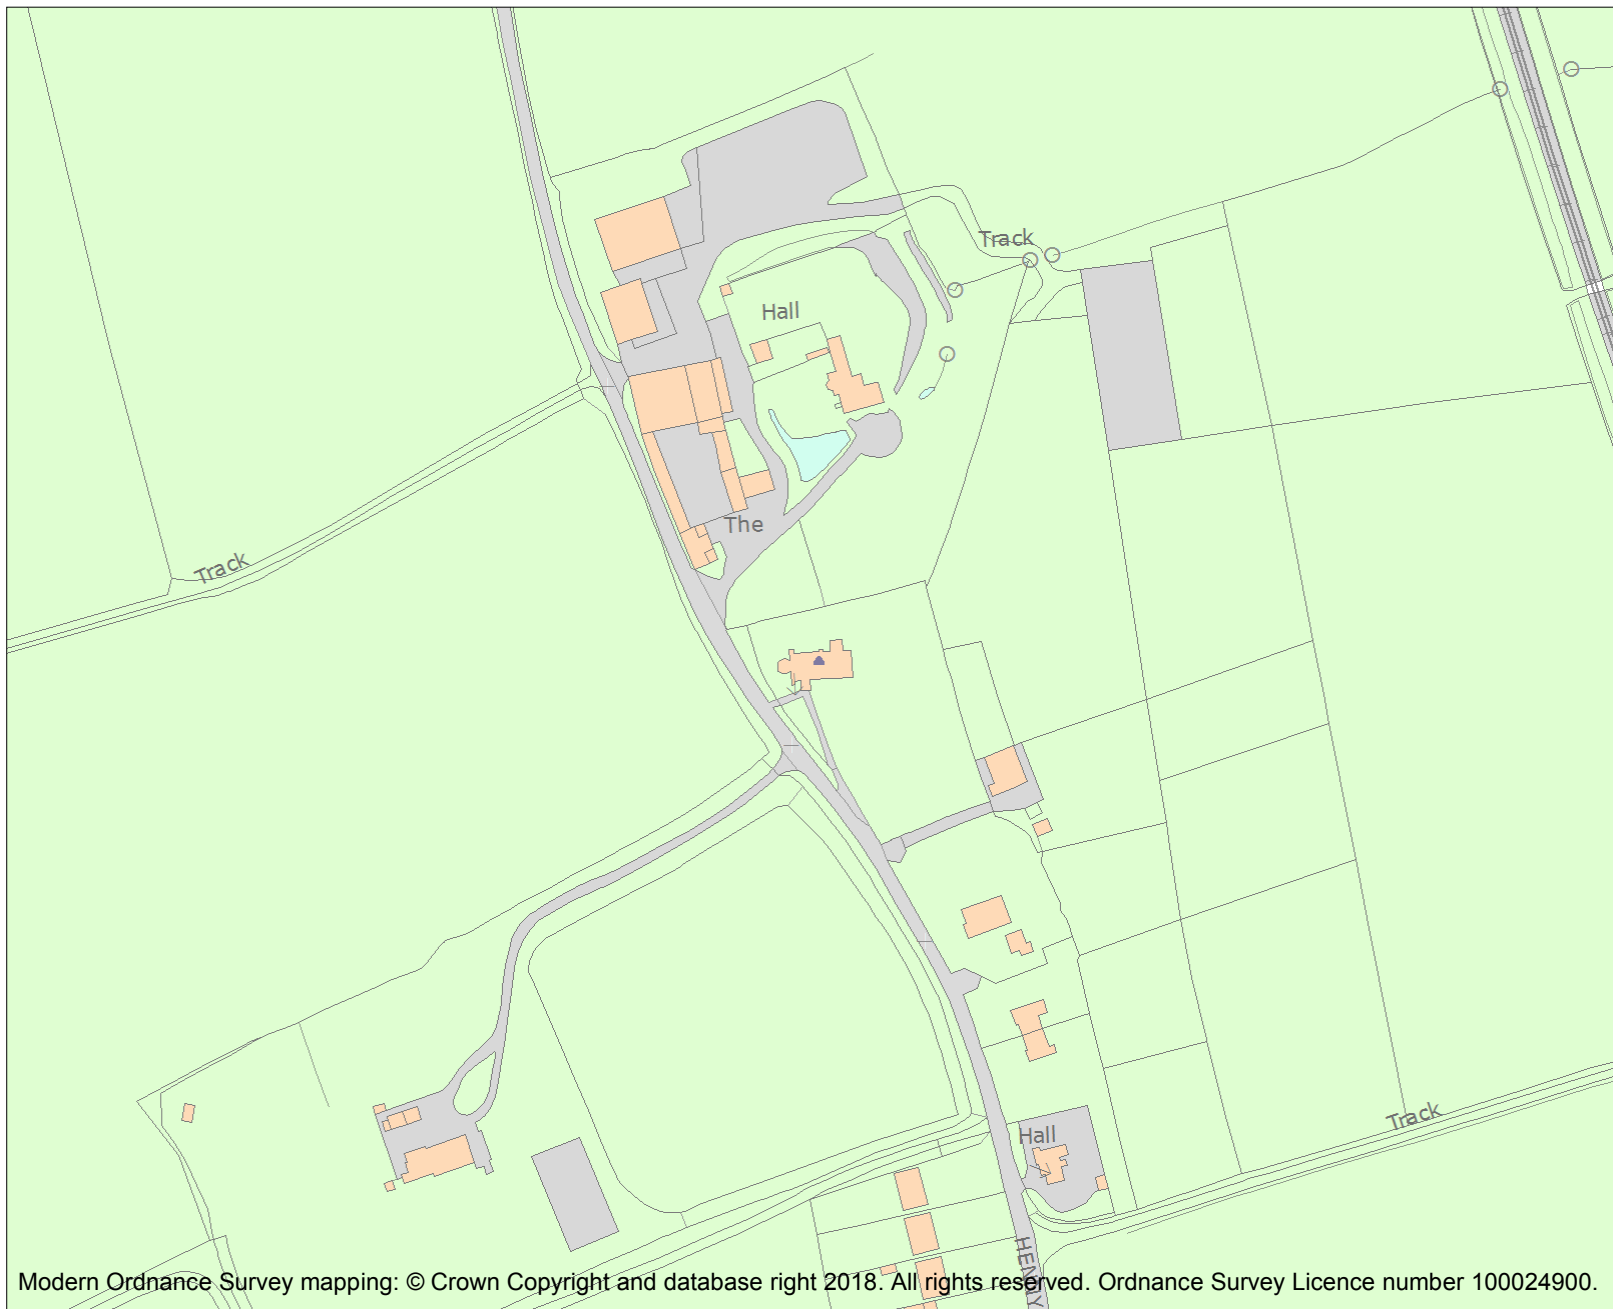 Track
Hall
The
Track
Hall
Track
HENBY
Modern Ordnance Survey mapping: © Crown Copyright and database right 2018. All rights reserved. Ordnance Survey Licence number 100024900.